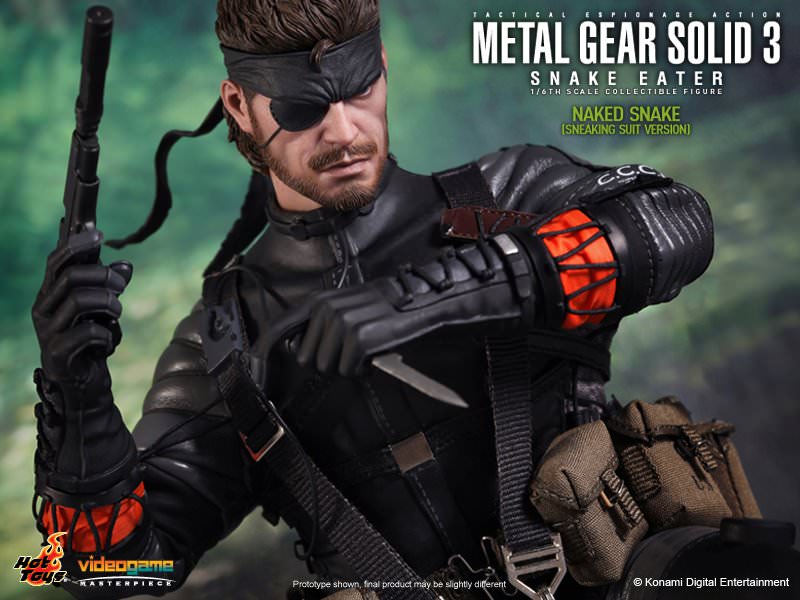 TACTICAL ESPIONAGE ACTION
METAL GEAR SOLID 3
SNAKE EATER
1/6TH SCALE COLLECTIBLE FIGURE
NAKED SNAKE
(SNEAKING SUIT VERSION)
C.C.C.
Hot Toys
videogame
MASTERPIECE
Prototype shown, final product may be slightly different
© Konami Digital Entertainment